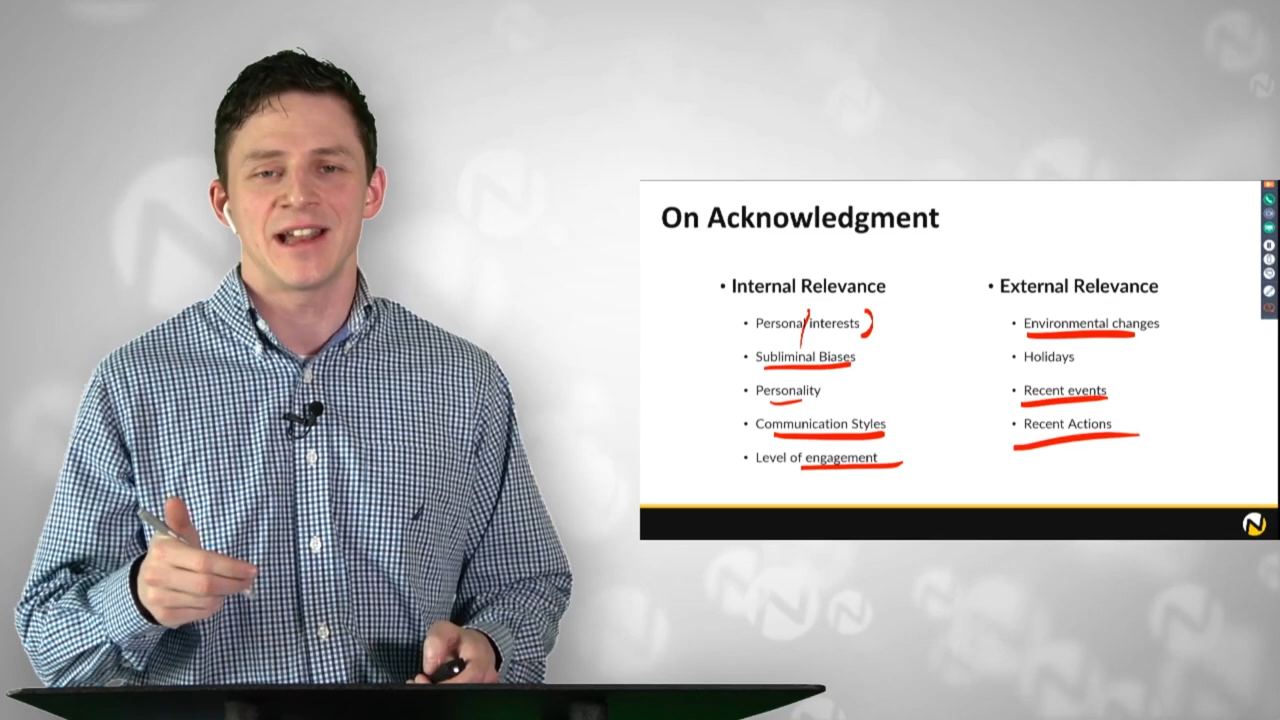 On Acknowledgment
• Internal Relevance
• Personal interests
• Subliminal Biases
• Personality
• Communication Styles
• Level of engagement
• External Relevance
• Environmental changes
• Holidays
• Recent events
• Recent Actions